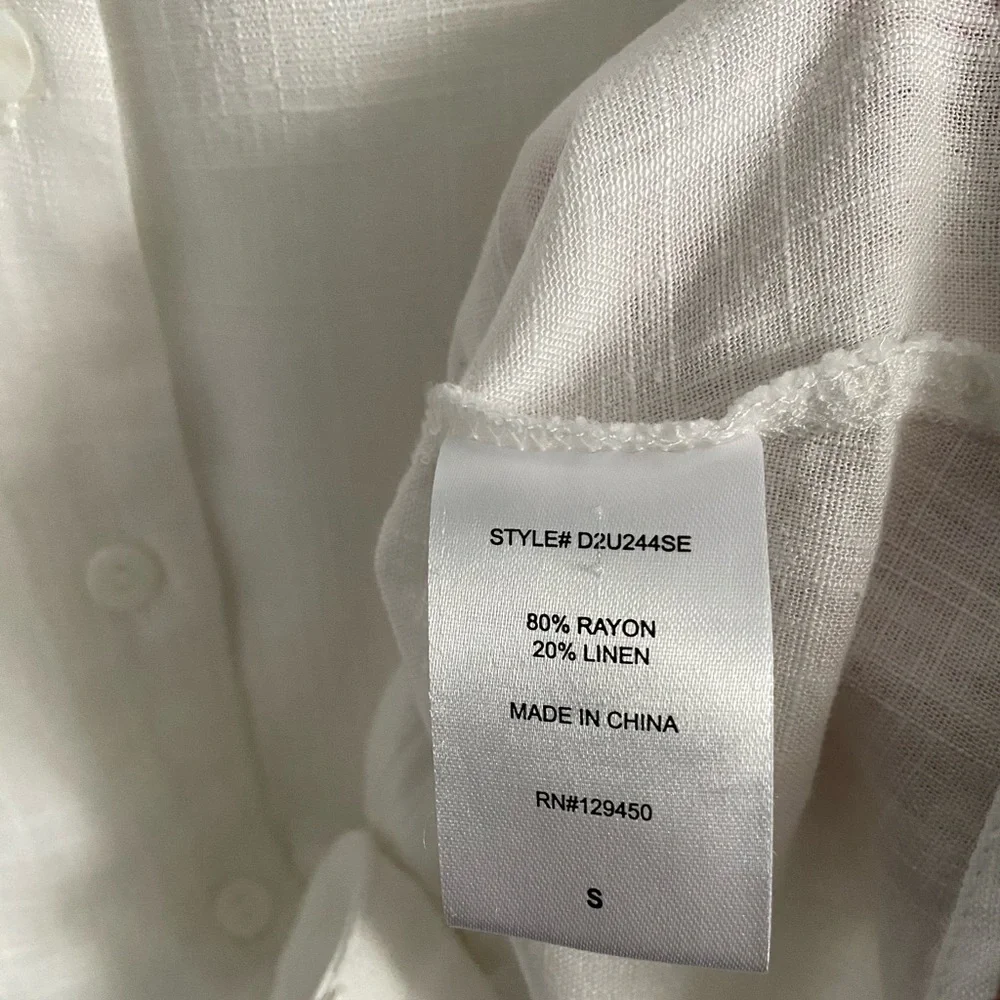 STYLE# D2U244SE
80% RAYON
20% LINEN
MADE IN CHINA
RN#129450
S